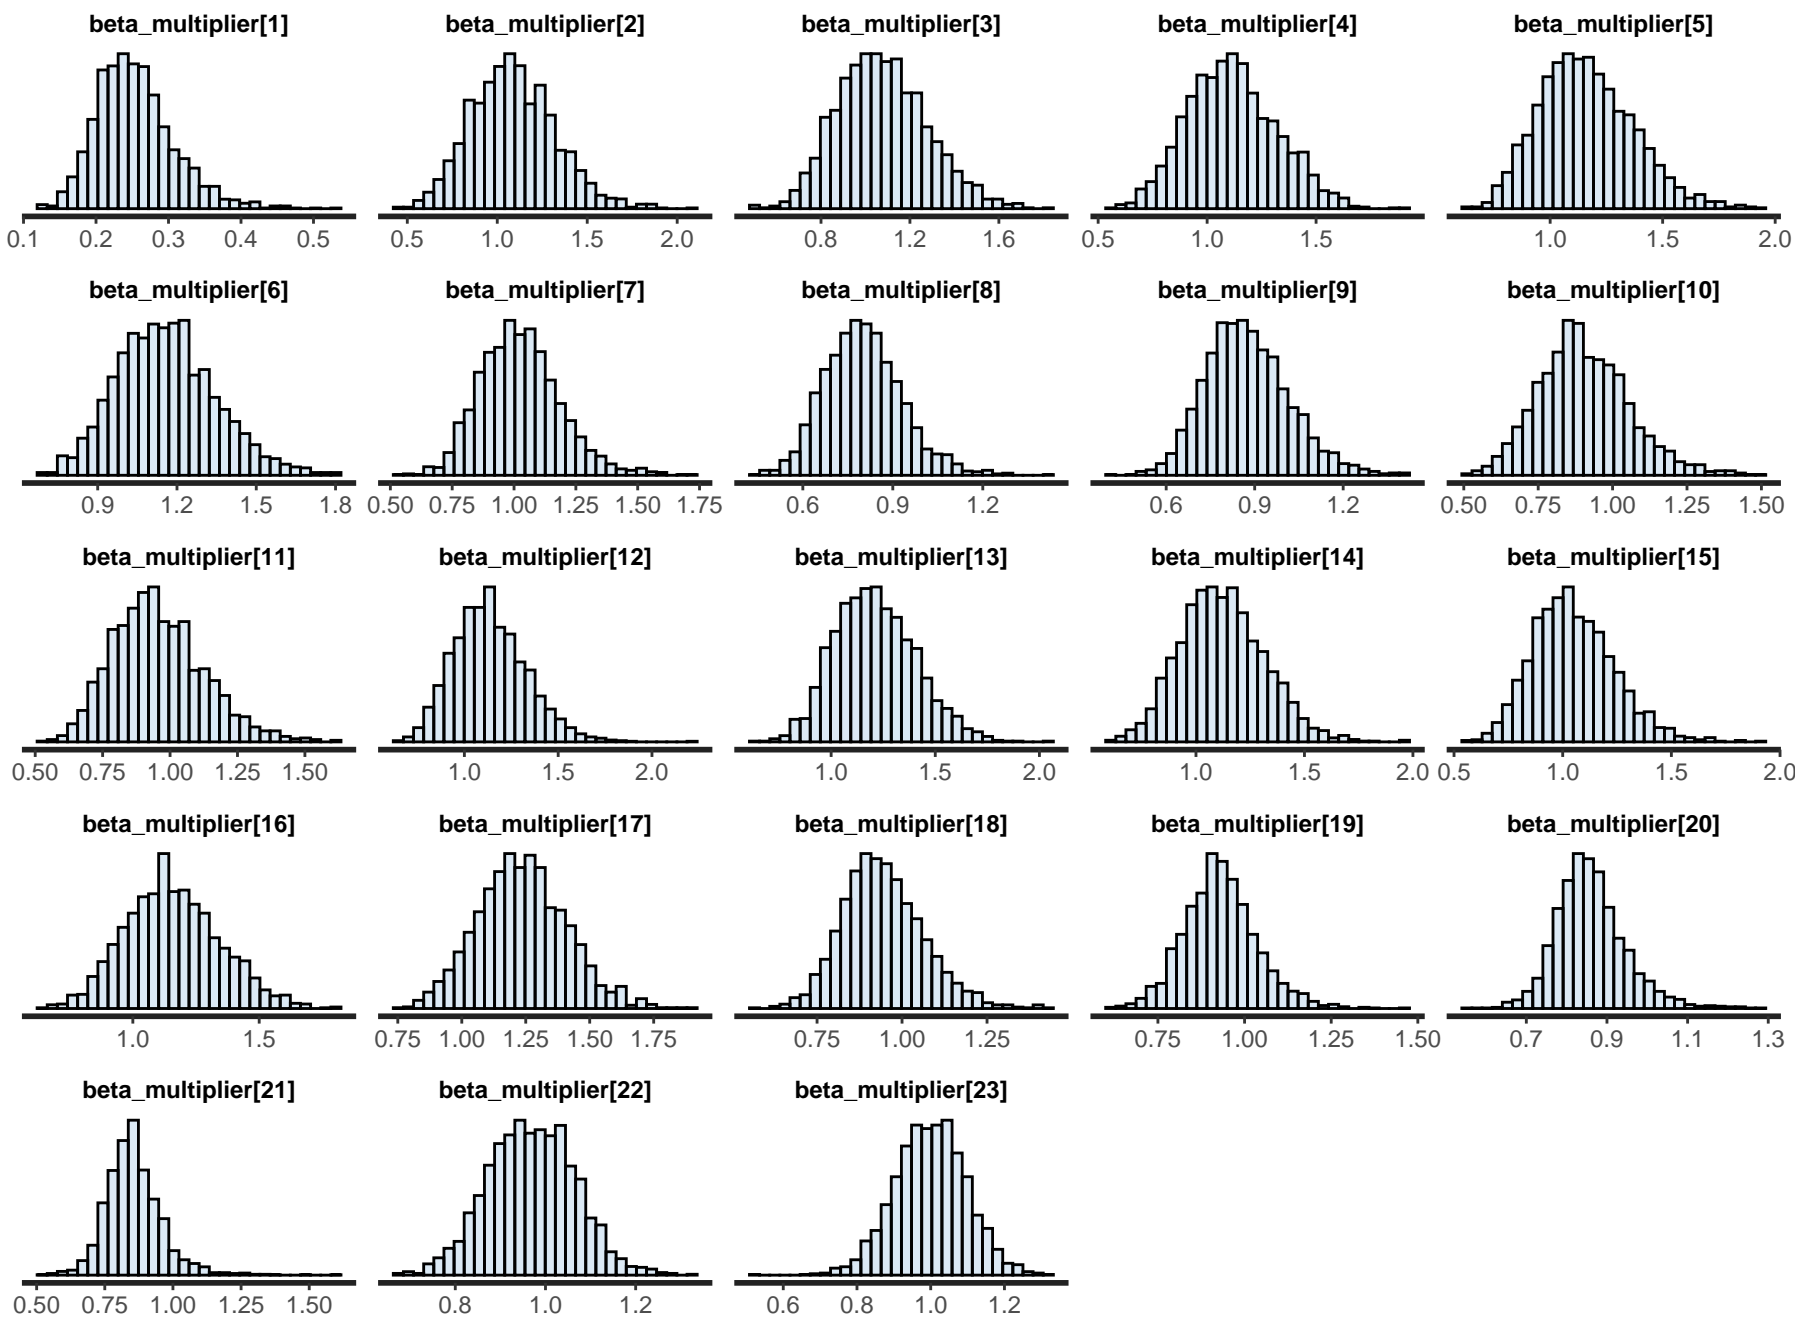 beta_multiplier[1] beta_multiplier[2] beta_multiplier[3] beta_multiplier[4] beta_multiplier[5]
0.1 0.2 0.3 0.4 0.5 0.5 1.0 1.5 2.0 0.8 1.2 1.6 0.5 1.0 1.5 1.0 1.5 2.0
beta_multiplier[6] beta_multiplier[7] beta_multiplier[8] beta_multiplier[9] beta_multiplier[10]
0.9 1.2 1.5 1.8 0.50 0.75 1.00 1.25 1.50 1.75 0.6 0.9 1.2 0.6 0.9 1.2 0.50 0.75 1.00 1.25 1.50
beta_multiplier[11] beta_multiplier[12] beta_multiplier[13] beta_multiplier[14] beta_multiplier[15]
0.50 0.75 1.00 1.25 1.50 1.0 1.5 2.0 1.0 1.5 2.0 1.0 1.5 2.0 0.5 1.0 1.5 2.0
beta_multiplier[16] beta_multiplier[17] beta_multiplier[18] beta_multiplier[19] beta_multiplier[20]
1.0 1.5 0.75 1.00 1.25 1.50 1.75 0.75 1.00 1.25 0.75 1.00 1.25 1.50 0.7 0.9 1.1 1.3
beta_multiplier[21] beta_multiplier[22] beta_multiplier[23]
0.50 0.75 1.00 1.25 1.50 0.8 1.0 1.2 0.6 0.8 1.0 1.2